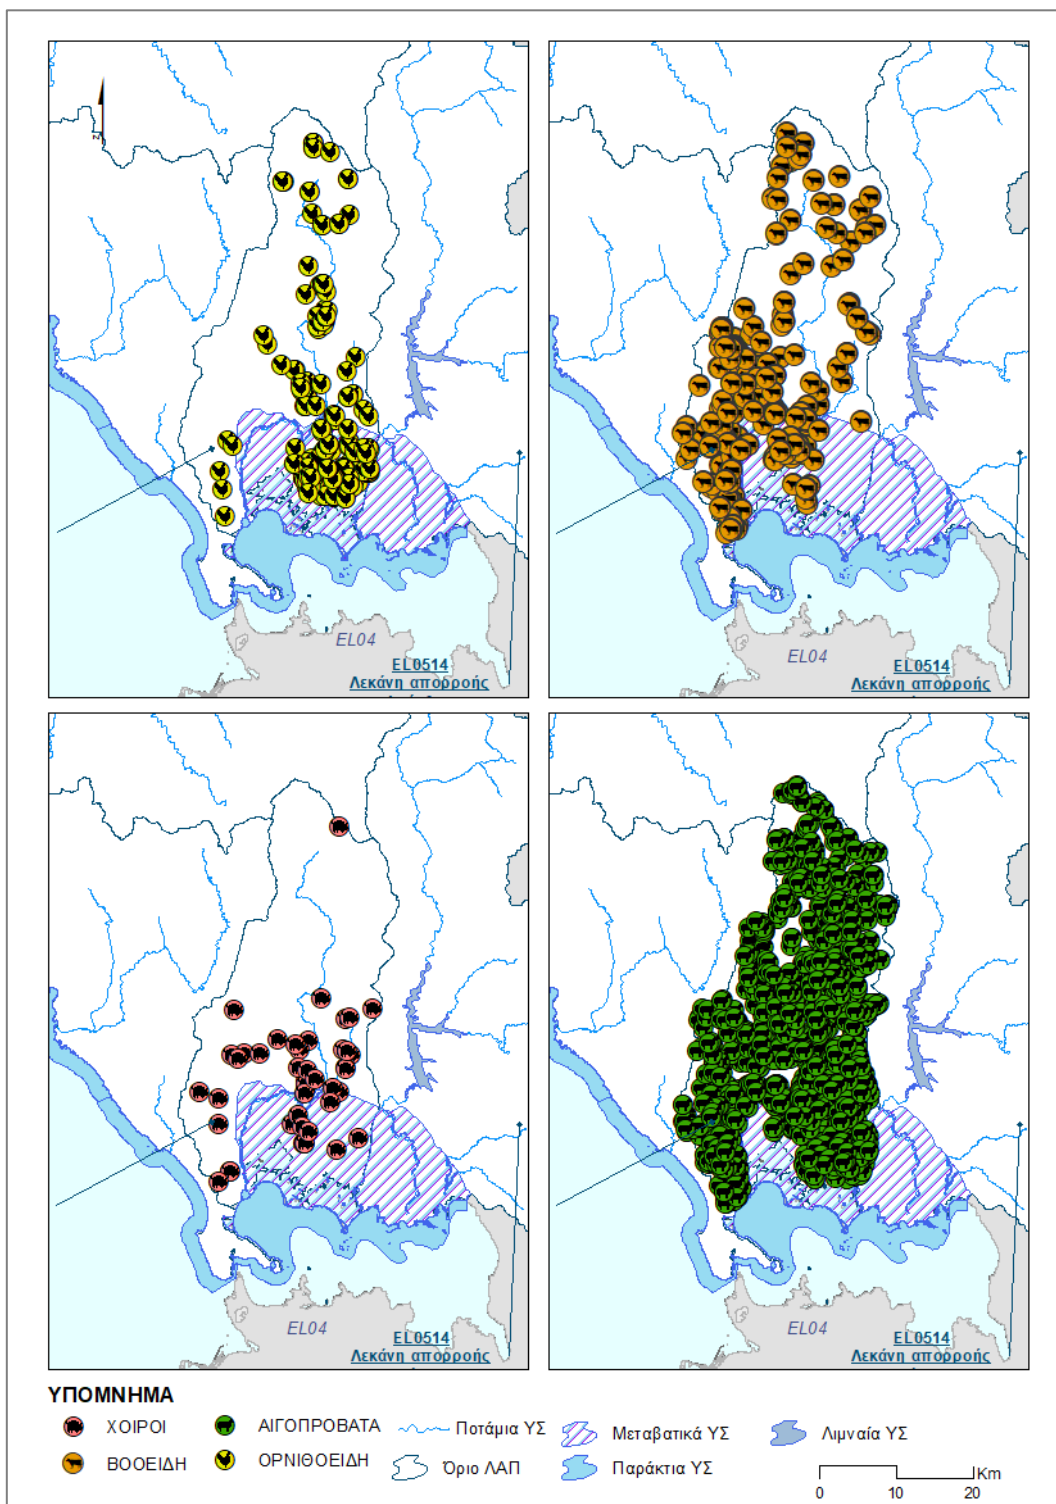 EL04
EL0514
Λεκάνη απορροής
EL04
EL0514
Λεκάνη απορροής
EL04
EL0514
Λεκάνη απορροής
EL04
EL0514
Λεκάνη απορροής
ΥΠΟΜΝΗΜΑ
ΧΟΙΡΟΙ ΑΙΓΟΠΡΟΒΑΤΑ Ποτάμια ΥΣ Μεταβατικά ΥΣ Λιμναία ΥΣ
ΒΟΟΕΙΔΗ ΟΡΝΙΘΟΕΙΔΗ Όριο ΛΑΠ Παράκτια ΥΣ
Km
0 10 20